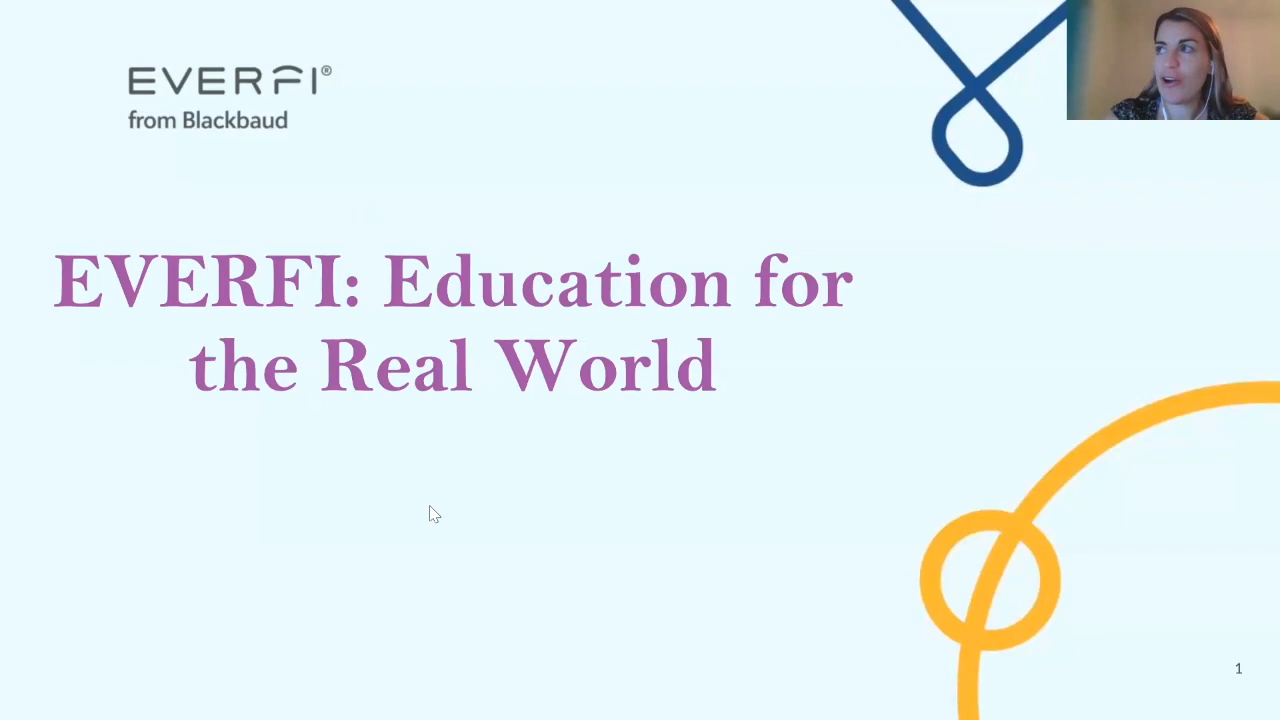 EVERFI®
from Blackbaud
EVERFI: Education for
the Real World
1